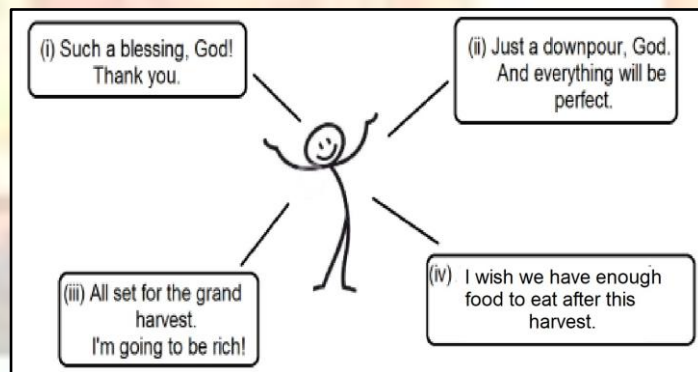 (i) Such a blessing, God!
Thank you.
(ii) Just a downpour, God.
And everything will be
perfect.
(iii) All set for the grand
harvest.
I'm going to be rich!
(iv) I wish we have enough
food to eat after this
harvest.